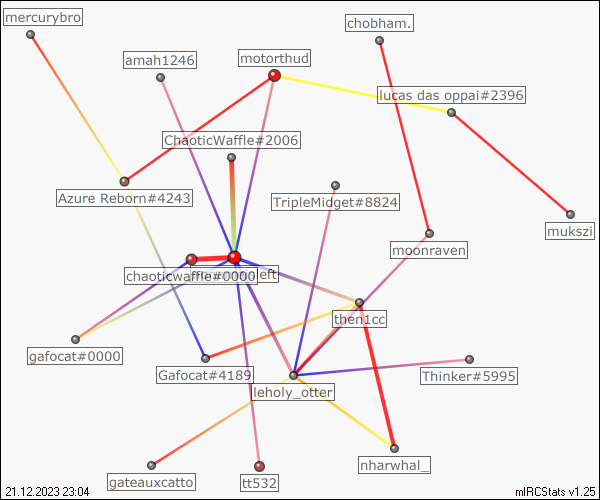 mercurybro
chobham.
amah1246
motorthud
lucas das oppai#2396
ChaoticWaffle#2006
Azure Reborn#4243
TripleMidget#8824
mukszi
moonraven
chaoticwaffle#0000
left
then1cc
gafocat#0000
Gafocat#4189
Thinker#5995
leholy_otter
nharwhal_
gateauxcatto
tt532
21.12.2023 23:04
mIRCStats v1.25